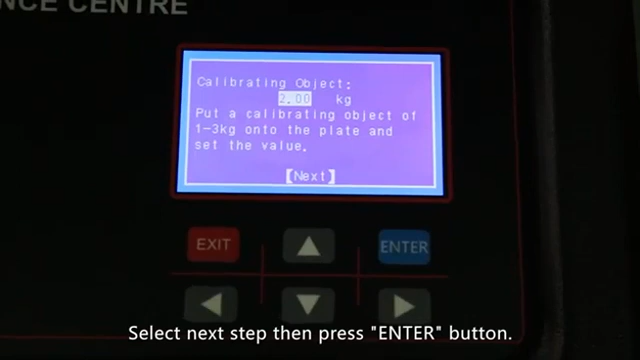 NCE CENTRE
Calibrating Object:
2.00 kg
Put a calibrating object of
1-3kg onto the plate and
set the value.
【Next】
EXIT
ENTER
Select next step then press "ENTER" button.